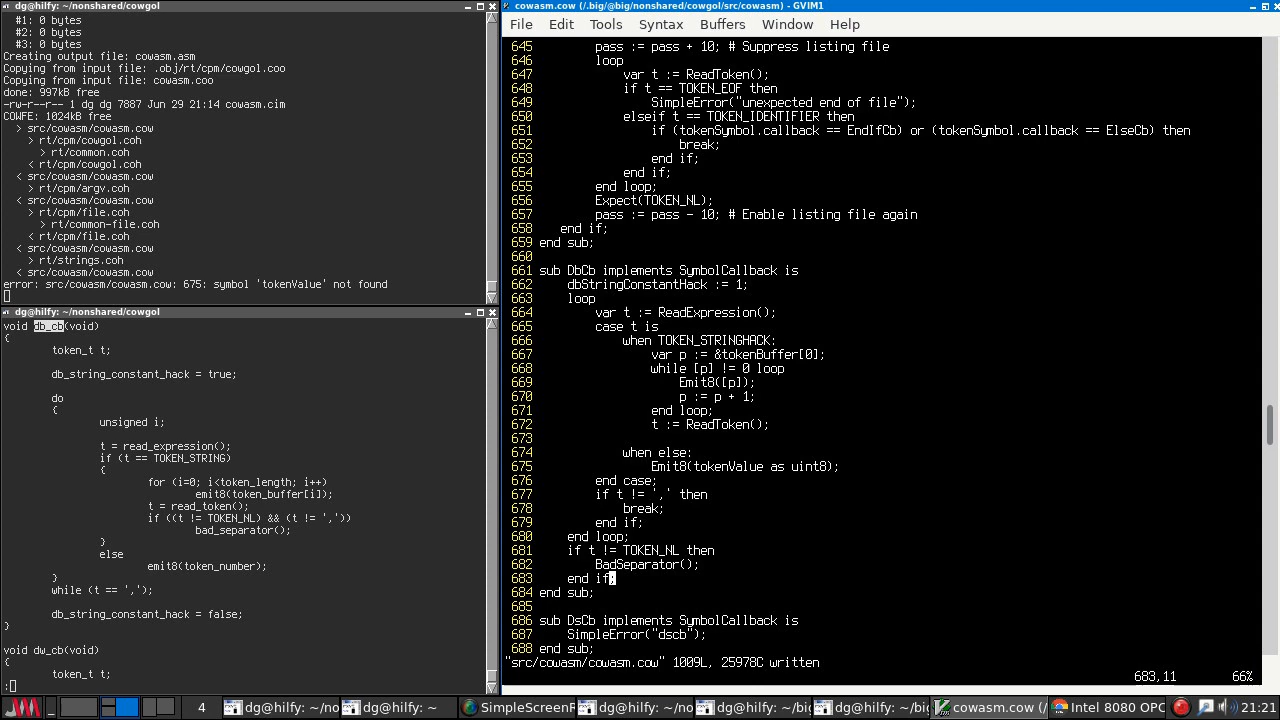 dg@hilfy: ~/nonshared/cowgol
#1: 0 bytes
#2: 0 bytes
#3: 0 bytes
Creating output file: cowasm.asm
Copying from input file: .obj/rt/cpm/cowgol.coo
Copying from input file: cowasm.coo
done: 997kB free
-rw-r--r-- 1 dg dg 7887 Jun 29 21:14 cowasm.cim
COWFE: 1024kB free
> src/cowasm/cowasm.cow
> rt/cpm/cowgol.coh
> rt/common.coh
< rt/cpm/cowgol.coh
< src/cowasm/cowasm.cow
> rt/cpm/argv.coh
< src/cowasm/cowasm.cow
> rt/cpm/file.coh
> rt/common-file.coh
< rt/cpm/file.coh
< src/cowasm/cowasm.cow
> rt/strings.coh
< src/cowasm/cowasm.cow
error: src/cowasm/cowasm.cow: 675: symbol 'tokenValue' not found
dg@hilfy: ~/nonshared/cowgol
void db_cb(void)
{
token_t t;
db_string_constant_hack = true;
do
{
unsigned i;
t = read_expression();
if (t == TOKEN_STRING)
{
for (i=0; i<token_length; i++)
emit8(token_buffer[i]);
t = read_token();
if ((t != TOKEN_NL) && (t != ','))
bad_separator();
}
else
emit8(token_number);
}
while (t == ',');
db_string_constant_hack = false;
}
void dw_cb(void)
{
token_t t;
:
cowasm.cow (/.big/@big/nonshared/cowgol/src/cowasm) - GVIM1
File Edit Tools Syntax Buffers Window Help
645 pass := pass + 10; # Suppress listing file
646 loop
647 var t := ReadToken();
648 if t == TOKEN_EOF then
649 SimpleError("unexpected end of file");
650 elseif t == TOKEN_IDENTIFIER then
651 if (tokenSymbol.callback == EndIfCb) or (tokenSymbol.callback == ElseCb) then
652 break;
653 end if;
654 end if;
655 end loop;
656 Expect(TOKEN_NL);
657 pass := pass - 10; # Enable listing file again
658 end if;
659 end sub;
660
661 sub DbCb implements SymbolCallback is
662 dbStringConstantHack := 1;
663 loop
664 var t := ReadExpression();
665 case t is
666 when TOKEN_STRINGHACK:
667 var p := &tokenBuffer[0];
668 while [p] != 0 loop
669 Emit8([p]);
670 p := p + 1;
671 end loop;
672 t := ReadToken();
673
674 when else:
675 Emit8(tokenValue as uint8);
676 end case;
677 if t != ',' then
678 break;
679 end if;
680 end loop;
681 if t != TOKEN_NL then
682 BadSeparator();
683 end if;
684 end sub;
685
686 sub DsCb implements SymbolCallback is
687 SimpleError("dscb");
688 end sub;
"src/cowasm/cowasm.cow" 1009L, 25978C written
683,11 66%
4 dg@hilfy: ~/no dg@hilfy: ~ SimpleScreenR dg@hilfy: ~/no dg@hilfy: ~/big dg@hilfy: ~/big cowasm.cow (/ Intel 8080 OPC 21:21